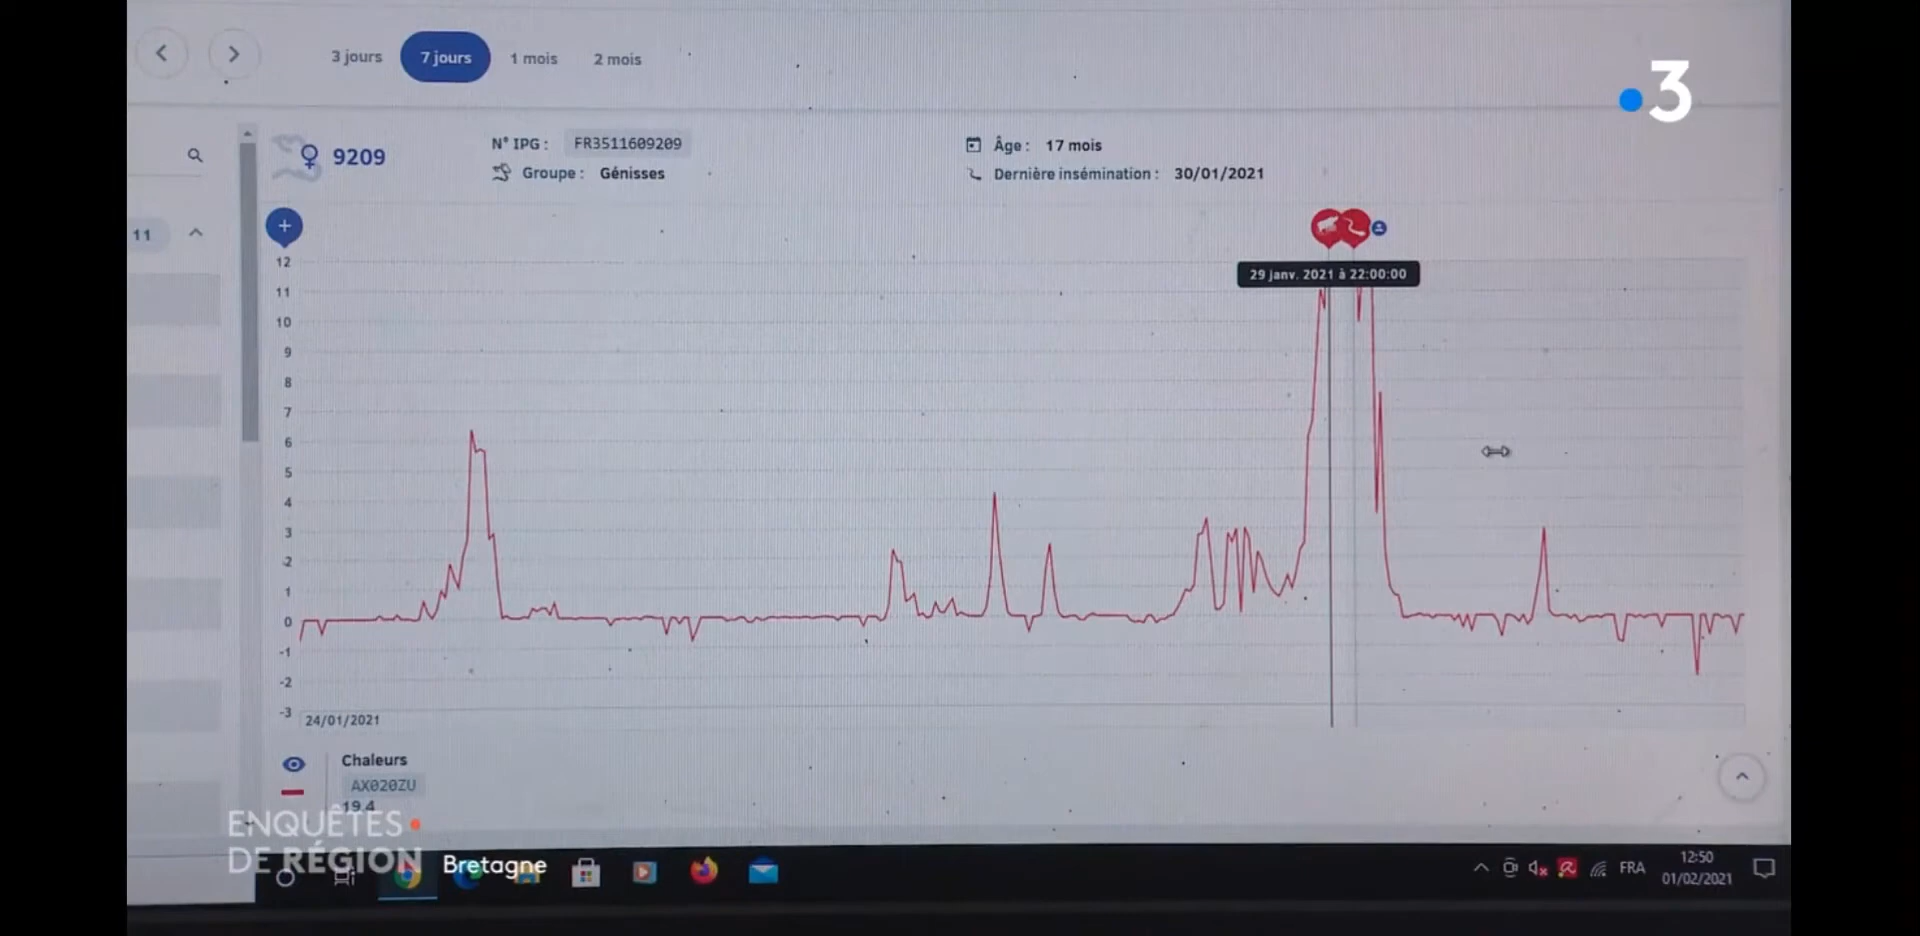 3 jours 7 jours 1 mois 2 mois
3
9209
N° IPG : FR3511609209
Groupe : Génisses
Âge : 17 mois
Dernière insémination : 30/01/2021
11
29 janv. 2021 à 22:00:00
12
11
10
9
8
7
6
5
4
3
2
1
0
-1
-2
-3
24/01/2021
Chaleurs
AX020ZU
19.4
ENQUÊTES
DE RÉGION Bretagne
FRA
12:50
01/02/2021